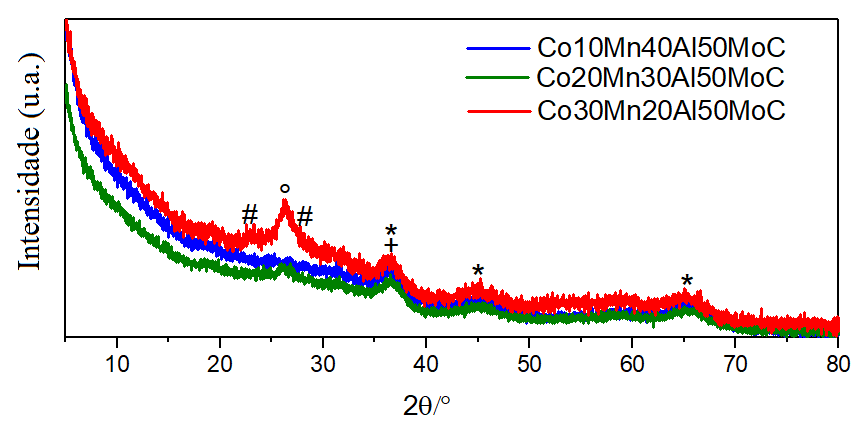 Co10Mn40Al50MoC
Co20Mn30Al50MoC
Co30Mn20Al50MoC
Intensidade (u.a.)
°
# #
*
+
* *
10 20 30 40 50 60 70 80
2θ/°